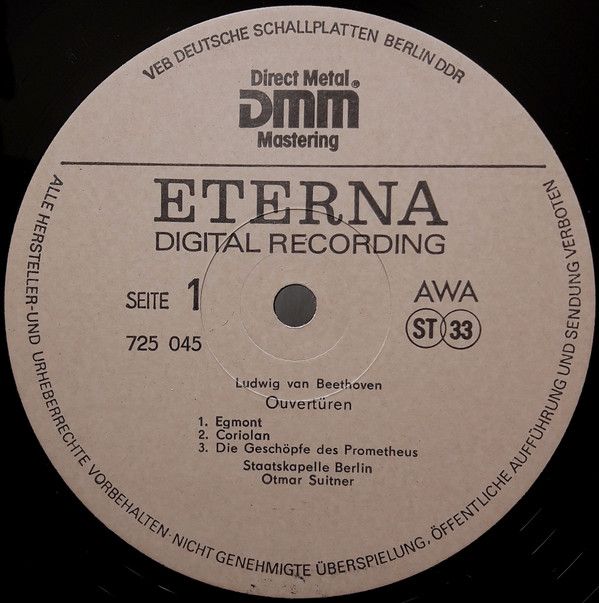 VEB DEUTSCHE SCHALLPLATTEN BERLIN DDR
Direct Metal®
DMM
Mastering
ETERNA
DIGITAL RECORDING
SEITE 1
AWA
725 045
ST 33
Ludwig van Beethoven
Ouvertüren
1. Egmont
2. Coriolan
3. Die Geschöpfe des Prometheus
Staatskapelle Berlin
Otmar Suitner
ALLE HERSTELLER-UND URHEBERRECHTE VORBEHALTEN·NICHT GENEHMIGTE ÜBERSPIELUNG, ÖFFENTLICHE AUFFÜHRUNG UND SENDUNG VERBOTEN